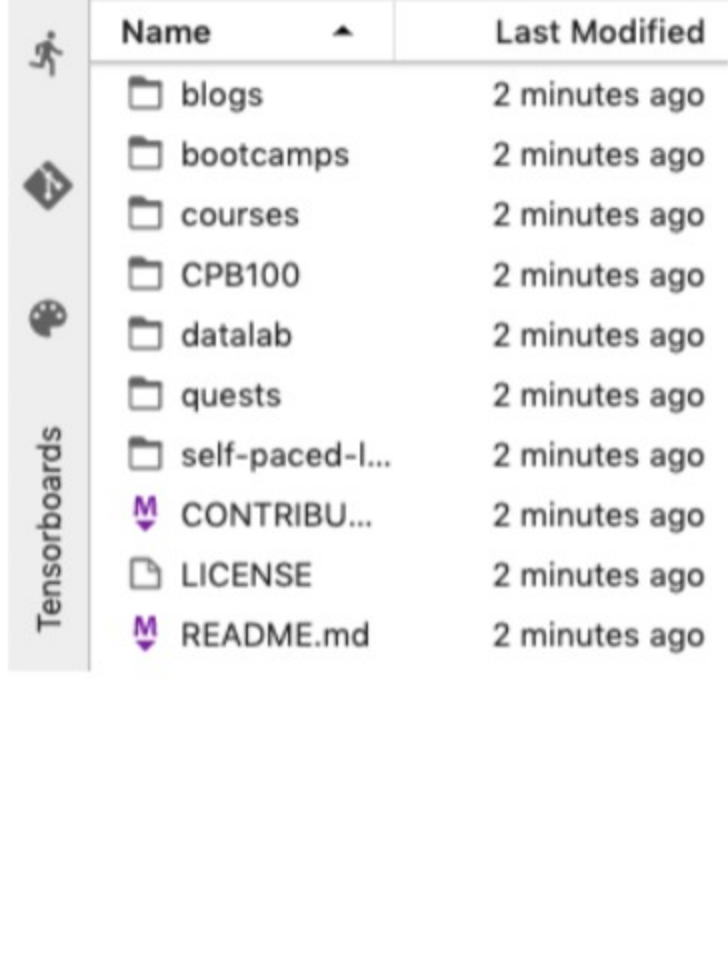 Name Last Modified
blogs 2 minutes ago
bootcamps 2 minutes ago
courses 2 minutes ago
CPB100 2 minutes ago
datalab 2 minutes ago
quests 2 minutes ago
self-paced-l... 2 minutes ago
CONTRIBU... 2 minutes ago
LICENSE 2 minutes ago
README.md 2 minutes ago
Tensorboards